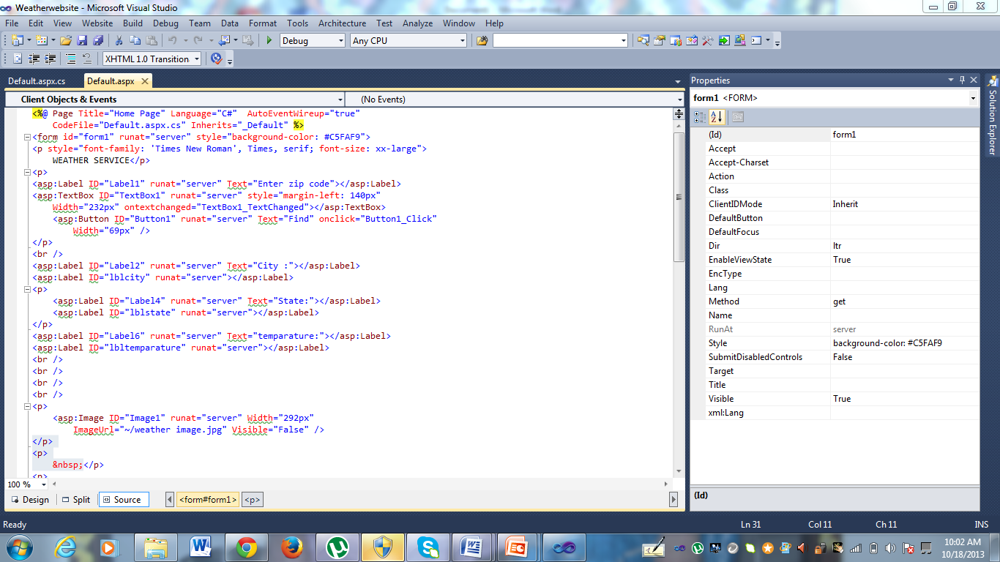 Weatherwebsite - Microsoft Visual Studio
File Edit View Website Build Debug Team Data Format Tools Architecture Test Analyze Window Help
Debug Any CPU
XHTML 1.0 Transition
Default.aspx.cs Default.aspx
Client Objects & Events (No Events)
<%@ Page Title="Home Page" Language="C#"  AutoEventWireup="true"
CodeFile="Default.aspx.cs" Inherits="_Default" %>
<form id="form1" runat="server" style="background-color: #C5FAF9">
<p style="font-family: 'Times New Roman', Times, serif; font-size: xx-large">
WEATHER SERVICE</p>
<p>
<asp:Label ID="Label1" runat="server" Text="Enter zip code"></asp:Label>
<asp:TextBox ID="TextBox1" runat="server" style="margin-left: 140px"
Width="232px" ontextchanged="TextBox1_TextChanged"></asp:TextBox>
<asp:Button ID="Button1" runat="server" Text="Find" onclick="Button1_Click"
Width="69px" />
</p>
<br />
<asp:Label ID="Label2" runat="server" Text="City :"></asp:Label>
<asp:Label ID="lblcity" runat="server"></asp:Label>
<p>
<asp:Label ID="Label4" runat="server" Text="State:"></asp:Label>
<asp:Label ID="lblstate" runat="server"></asp:Label>
</p>
<asp:Label ID="Label6" runat="server" Text="temparature:"></asp:Label>
<asp:Label ID="lbltemparature" runat="server"></asp:Label>
<br />
<br />
<br />
<br />
<p>
<asp:Image ID="Image1" runat="server" Width="292px"
ImageUrl="~/weather image.jpg" Visible="False" />
</p>
<p>
&nbsp;</p>
<p>
100 %
Design Split Source <form#form1> <p>
Properties
form1 <FORM>
(Id) form1
Accept
Accept-Charset
Action
Class
ClientIDMode Inherit
DefaultButton
DefaultFocus
Dir ltr
EnableViewState True
EncType
Lang
Method get
Name
RunAt server
Style background-color: #C5FAF9
SubmitDisabledControls False
Target
Title
Visible True
xml:Lang
(Id)
Solution Explorer
Ready Ln 31 Col 11 Ch 11 INS
10:02 AM
10/18/2013